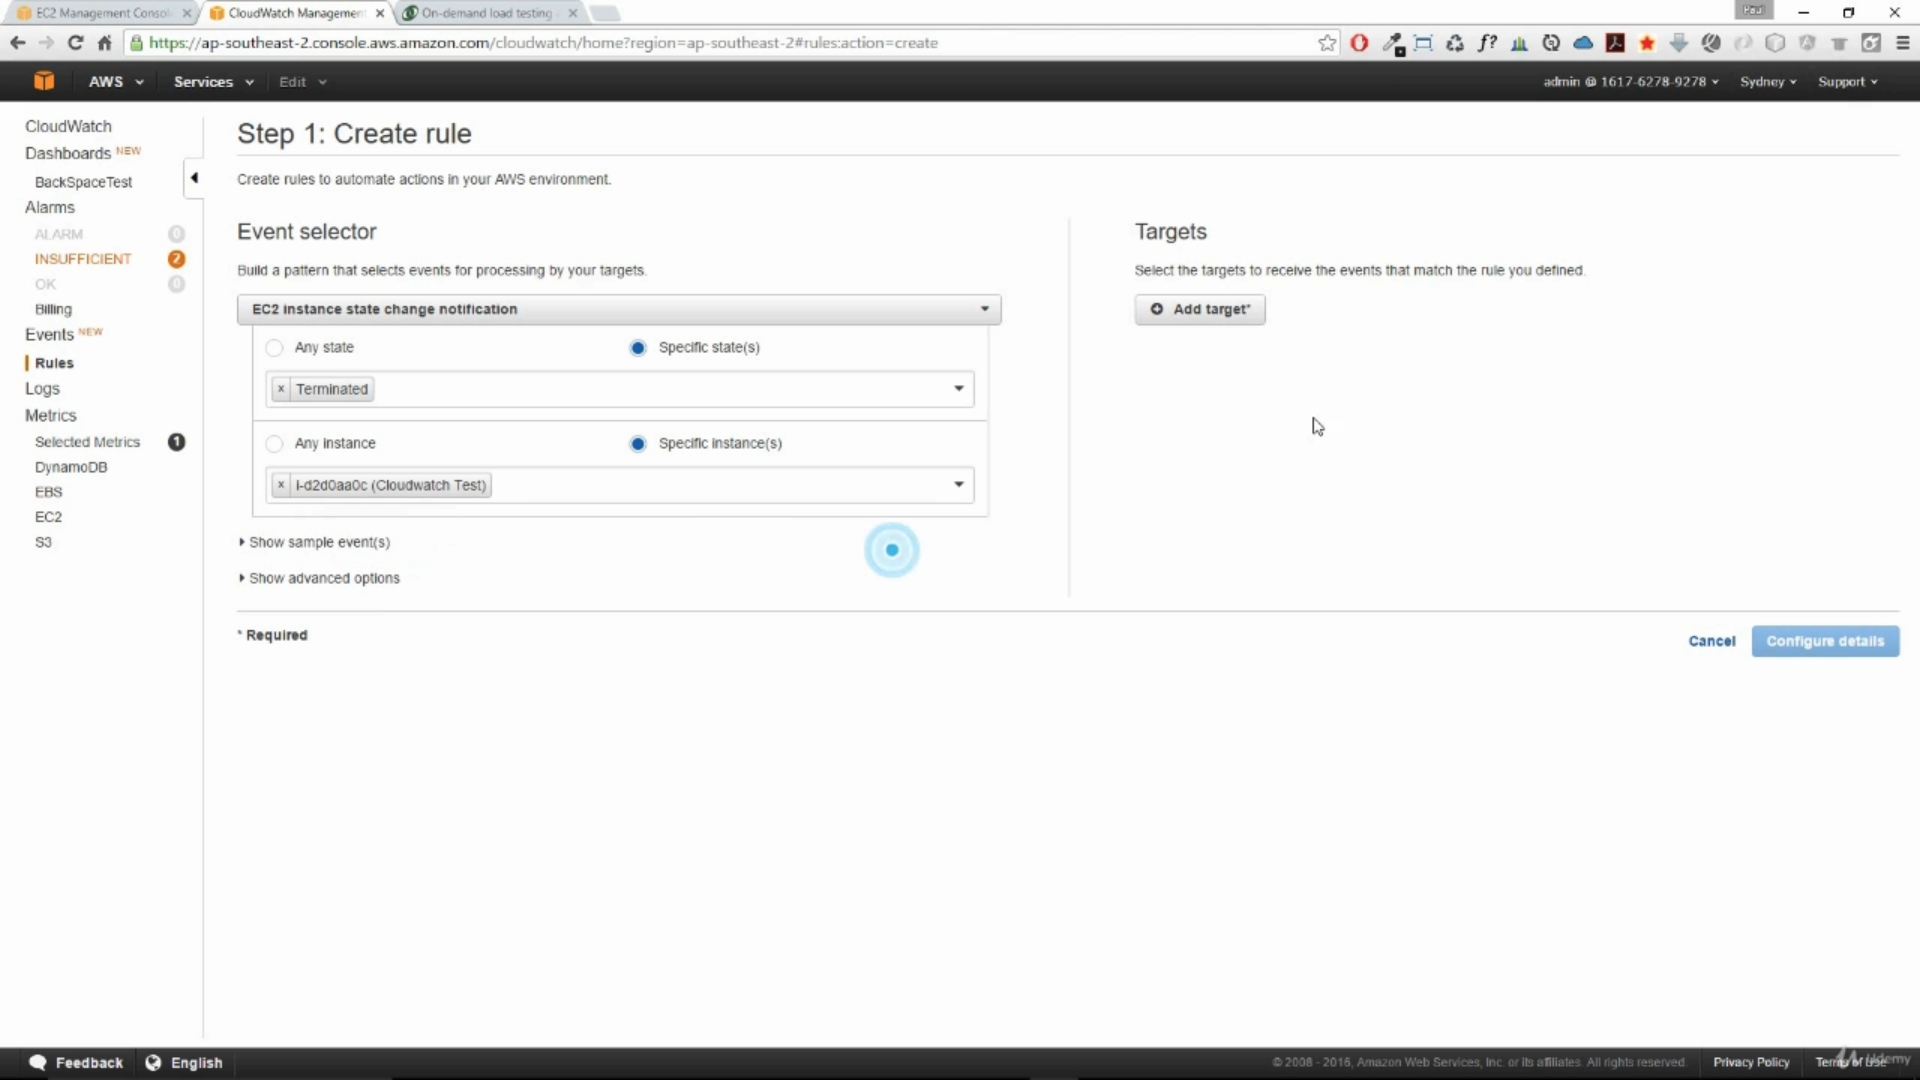 EC2 Management Consol
CloudWatch Management
On-demand load testing
Paul
https://ap-southeast-2.console.aws.amazon.com/cloudwatch/home?region=ap-southeast-2#rules:action=create
f?
AWS
Services
Edit
admin @ 1617-6278-9278
Sydney
Support
CloudWatch
Dashboards NEW
BackSpaceTest
Alarms
ALARM 0
INSUFFICIENT 2
OK 0
Billing
Events NEW
Rules
Logs
Metrics
Selected Metrics 1
DynamoDB
EBS
EC2
S3
Step 1: Create rule
Create rules to automate actions in your AWS environment.
Event selector
Build a pattern that selects events for processing by your targets.
EC2 instance state change notification
Any state
Specific state(s)
× Terminated
Any instance
Specific instance(s)
× i-d2d0aa0c (Cloudwatch Test)
Show sample event(s)
Show advanced options
* Required
Targets
Select the targets to receive the events that match the rule you defined.
Add target*
Cancel
Configure details
Feedback
English
© 2008 - 2016, Amazon Web Services, Inc. or its affiliates. All rights reserved.
Privacy Policy
Terms of Use
Udemy